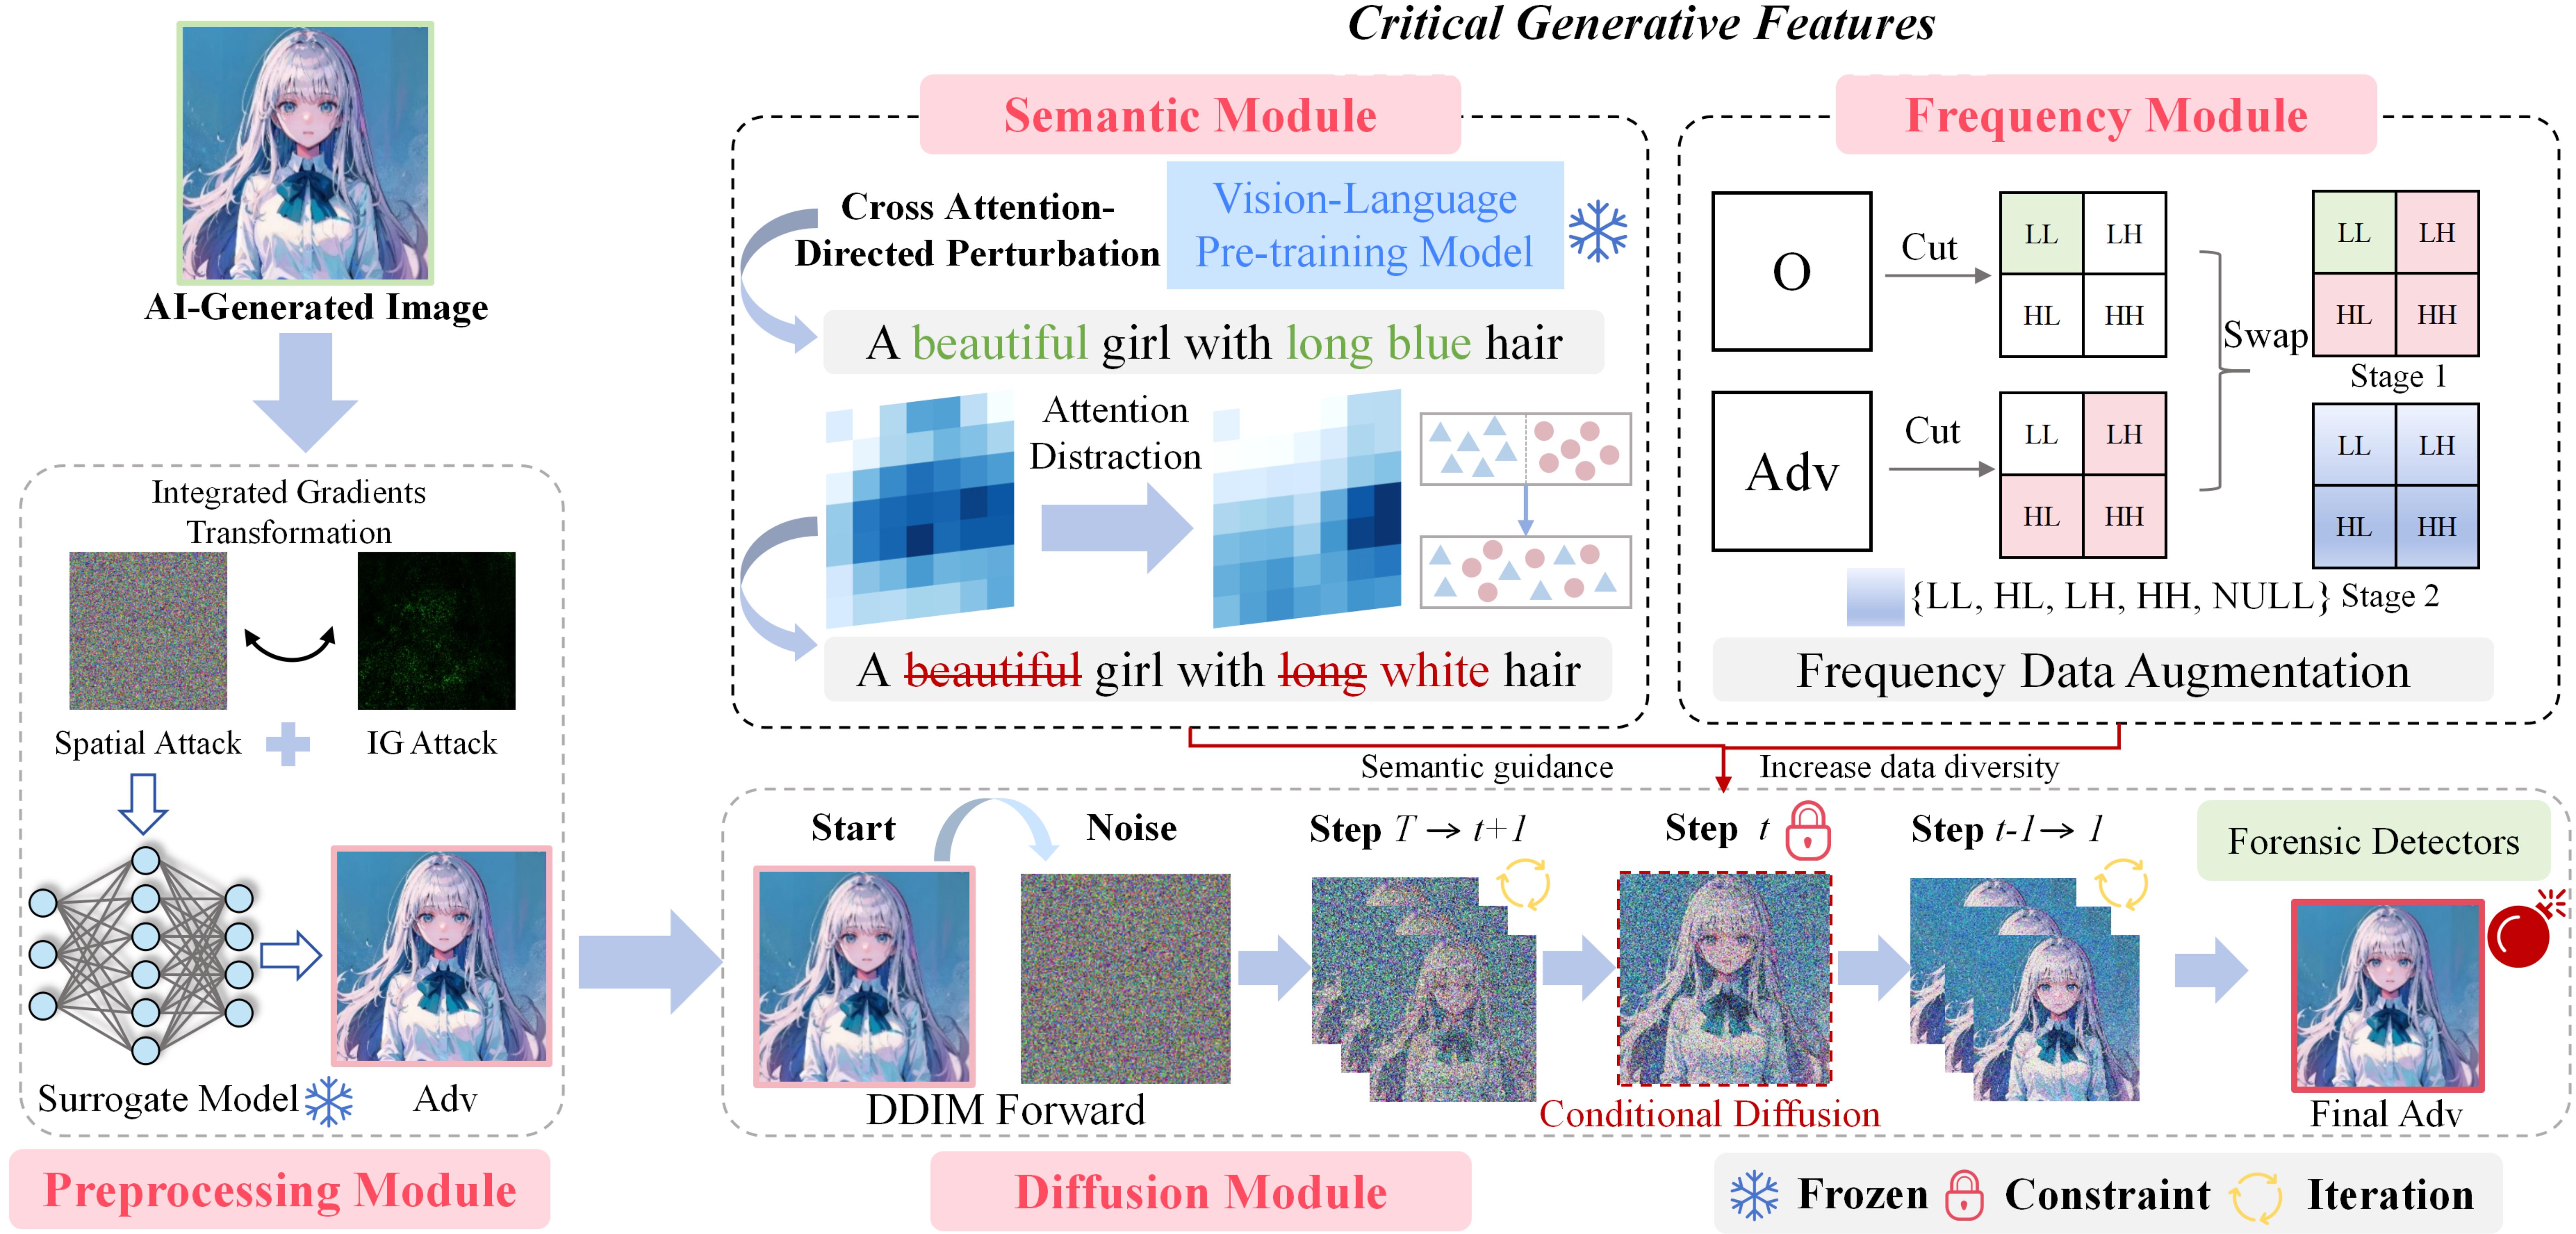 Critical Generative Features
AI-Generated Image
Integrated Gradients
Transformation
Spatial Attack
IG Attack
Surrogate Model
Adv
Preprocessing Module
Semantic Module
Cross Attention-
Directed Perturbation
Vision-Language
Pre-training Model
A beautiful girl with long blue hair
Attention
Distraction
A beautiful girl with long white hair
Frequency Module
O
Cut
LL LH
HL HH
Adv
Cut
LL LH
HL HH
Swap
LL LH
HL HH
Stage 1
LL LH
HL HH
{LL, HL, LH, HH, NULL} Stage 2
Frequency Data Augmentation
Semantic guidance
Increase data diversity
Start
Noise
Step T → t+1
Step t
Step t-1→ 1
Forensic Detectors
DDIM Forward
Conditional Diffusion
Final Adv
Diffusion Module
Frozen Constraint Iteration